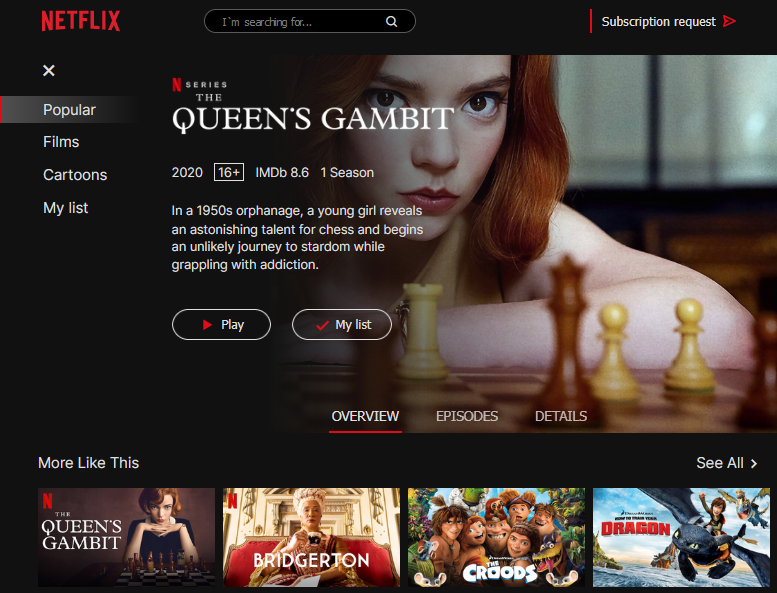 NETFLIX
I'm searching for...
Subscription request
Popular
Films
Cartoons
My list
N SERIES
THE
QUEEN'S GAMBIT
2020 16+ IMDb 8.6 1 Season
In a 1950s orphanage, a young girl reveals
an astonishing talent for chess and begins
an unlikely journey to stardom while
grappling with addiction.
Play
My list
OVERVIEW EPISODES DETAILS
More Like This
See All
N
THE
QUEEN'S
GAMBIT
N
BRIDGERTON
DREAMWORKS
THE
CROODS
DREAMWORKS
HOW TO TRAIN YOUR
DRAGON